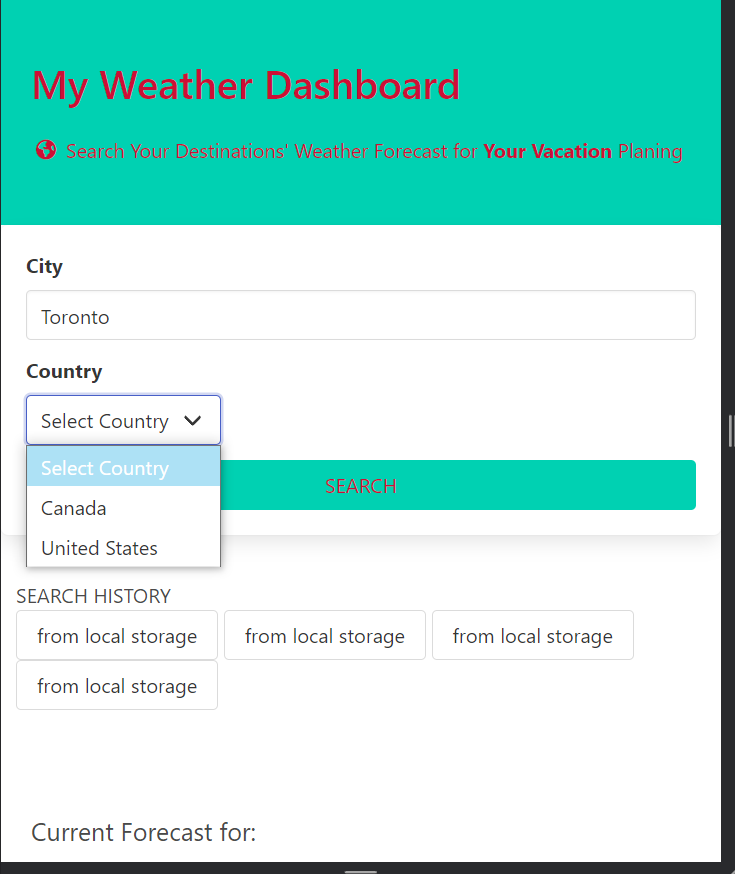 My Weather Dashboard
Search Your Destinations' Weather Forecast for Your Vacation Planing
City
Toronto
Country
Select Country
Select Country
Canada
United States
SEARCH
SEARCH HISTORY
from local storage from local storage from local storage
from local storage
Current Forecast for: